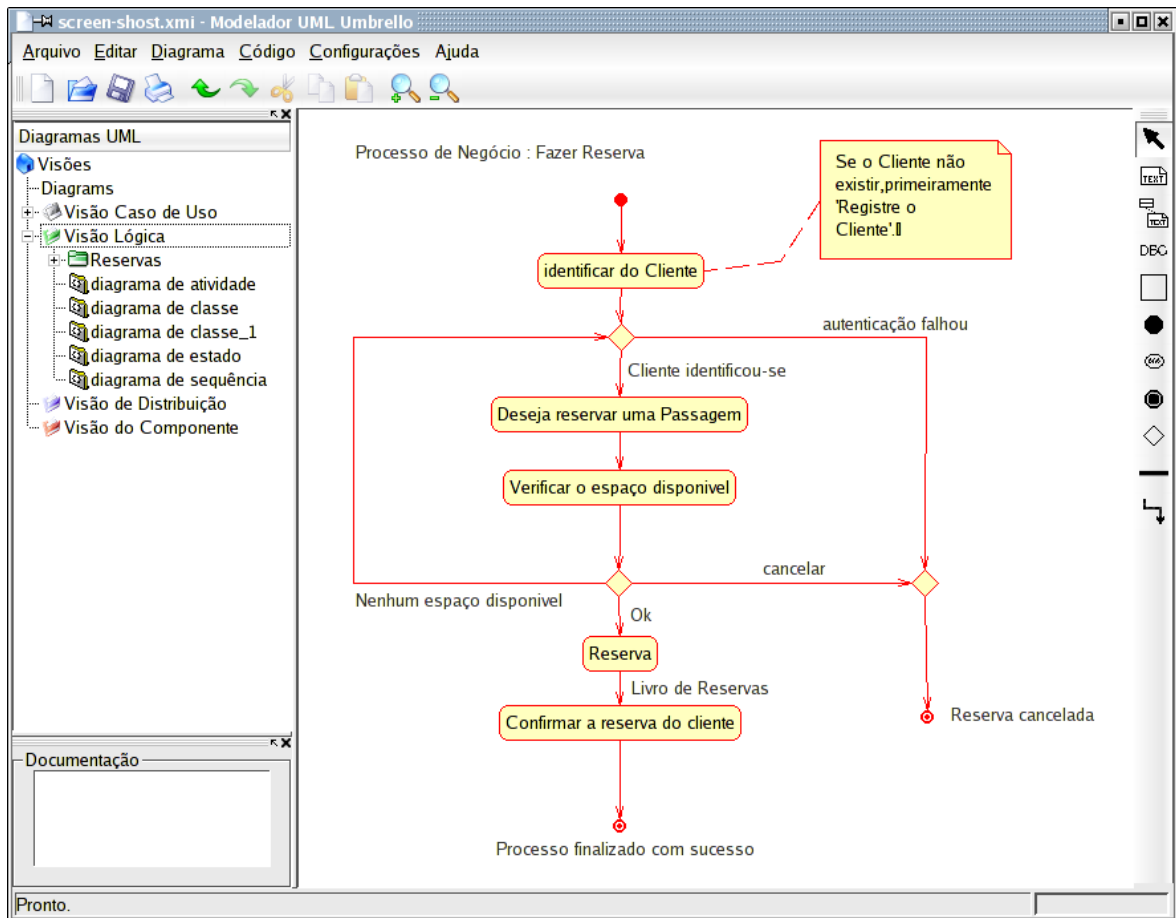 screen-shost.xmi - Modelador UML Umbrello
Arquivo Editar Diagrama Código Configurações Ajuda
Diagramas UML
Visões
Diagrams
Visão Caso de Uso
Visão Lógica
Reservas
diagrama de atividade
diagrama de classe
diagrama de classe_1
diagrama de estado
diagrama de sequência
Visão de Distribuição
Visão do Componente
Documentação
Processo de Negócio : Fazer Reserva
Se o Cliente não
existir,primeiramente
'Registre o
Cliente'.
identificar do Cliente
autenticação falhou
Cliente identificou-se
Deseja reservar uma Passagem
Verificar o espaço disponivel
cancelar
Nenhum espaço disponivel
Ok
Reserva
Livro de Reservas
Confirmar a reserva do cliente
Reserva cancelada
Processo finalizado com sucesso
TEXT
TEXT
DBC
Pronto.